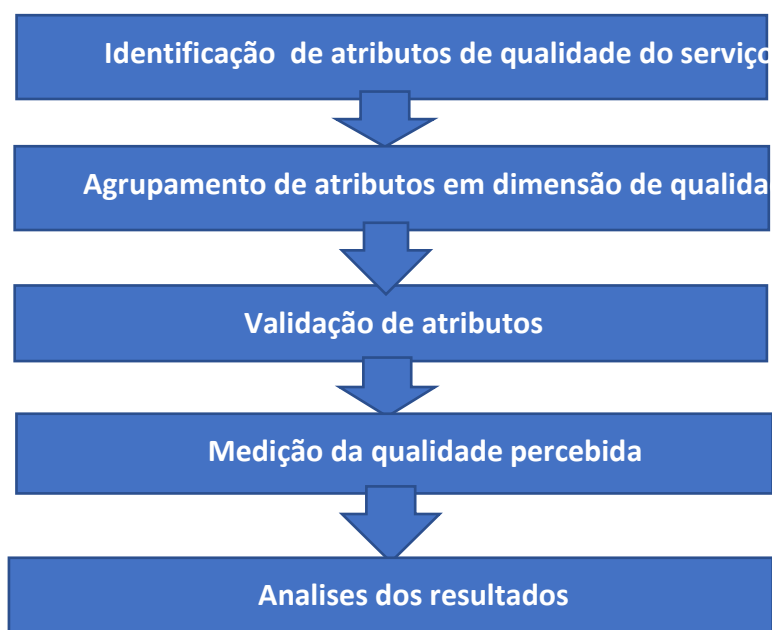 Identificação de atributos de qualidade do serviço
Agrupamento de atributos em dimensão de qualida
Validação de atributos
Medição da qualidade percebida
Analises dos resultados